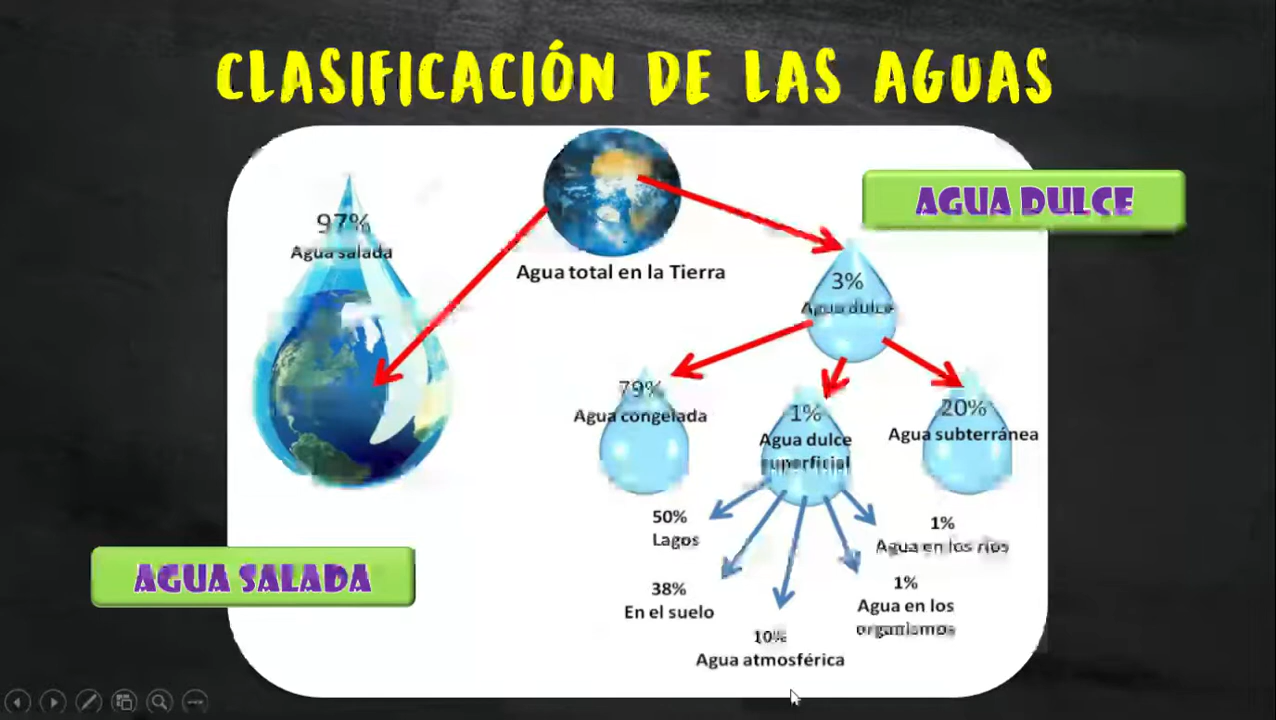 CLASIFICACIÓN DE LAS AGUAS
97%
Agua salada
Agua total en la Tierra
AGUA DULCE
3%
Agua dulce
79%
Agua congelada
1%
Agua dulce
superficial
20%
Agua subterránea
50%
Lagos
38%
En el suelo
10%
Agua atmosférica
1%
Agua en los
organismos
1%
Agua en los ríos
AGUA SALADA